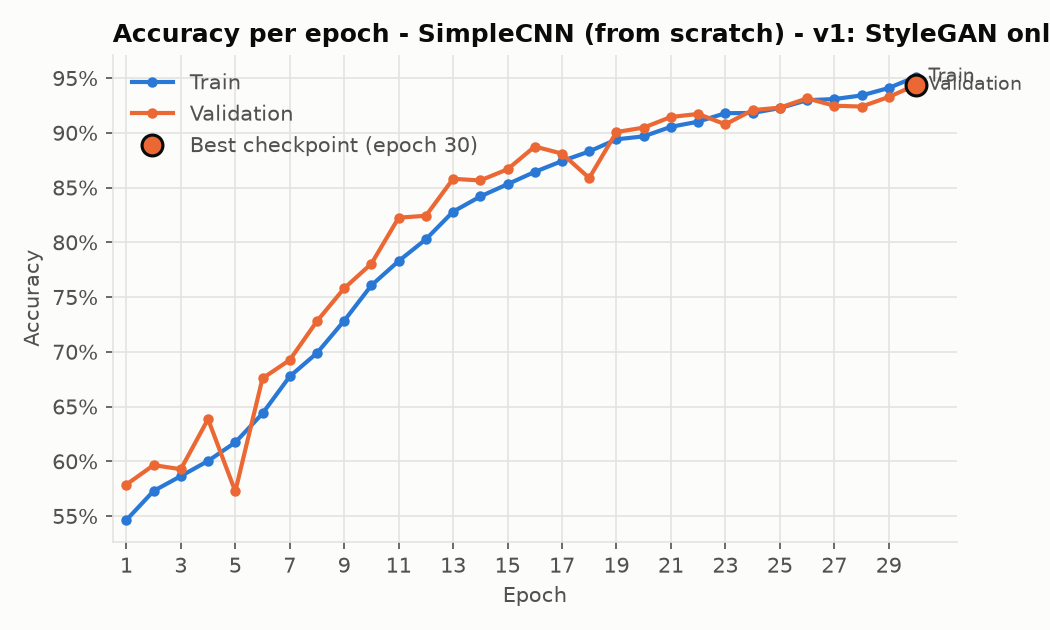 Accuracy per epoch - SimpleCNN (from scratch) - v1: StyleGAN onl
Train
Validation
Best checkpoint (epoch 30)
Train
Validation
95%
90%
85%
80%
75%
70%
65%
60%
55%
Accuracy
1 3 5 7 9 11 13 15 17 19 21 23 25 27 29
Epoch